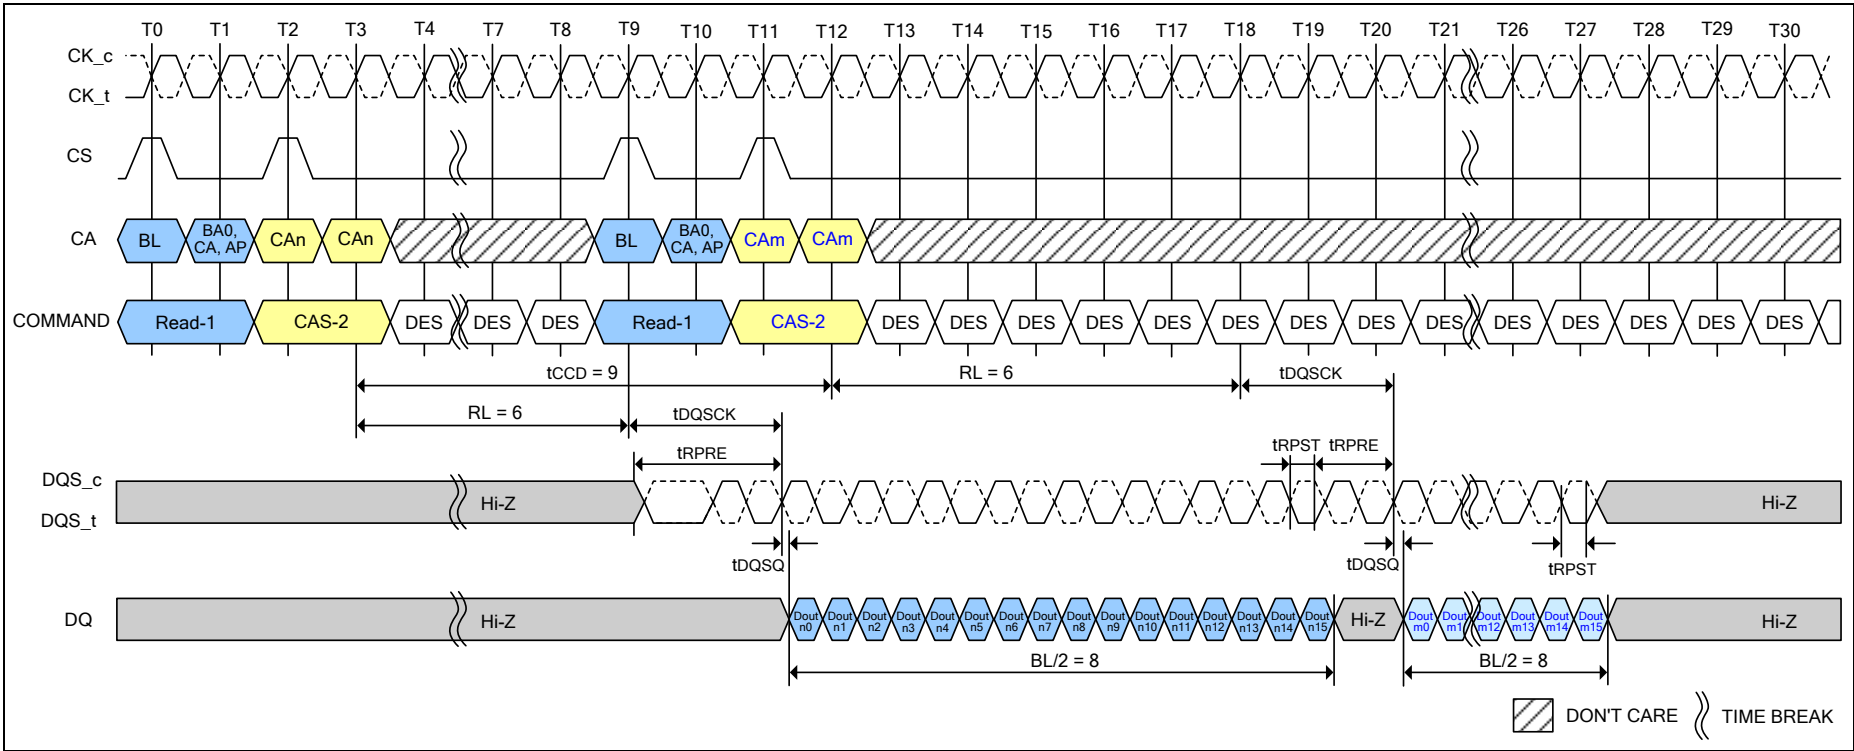 T0 T1 T2 T3 T4 T7 T8 T9 T10 T11 T12 T13 T14 T15 T16 T17 T18 T19 T20 T21 T26 T27 T28 T29 T30
CK_c
CK_t
CS
CA BL BA0, CA, AP CAn CAn BL BA0, CA, AP CAm CAm
COMMAND Read-1 CAS-2 DES DES DES Read-1 CAS-2 DES DES DES DES DES DES DES DES DES DES DES DES DES DES
tCCD = 9 RL = 6 tDQSCK
RL = 6 tDQSCK
tRPRE tRPST tRPRE
DQS_c
DQS_t Hi-Z Hi-Z
tDQSQ tDQSQ tRPST
DQ Hi-Z Dout n0 Dout n1 Dout n2 Dout n3 Dout n4 Dout n5 Dout n6 Dout n7 Dout n8 Dout n9 Dout n10 Dout n11 Dout n12 Dout n13 Dout n14 Dout n15 Hi-Z Dout m0 Dout m1 Dout m12 Dout m13 Dout m14 Dout m15 Hi-Z
BL/2 = 8 BL/2 = 8
DON'T CARE TIME BREAK